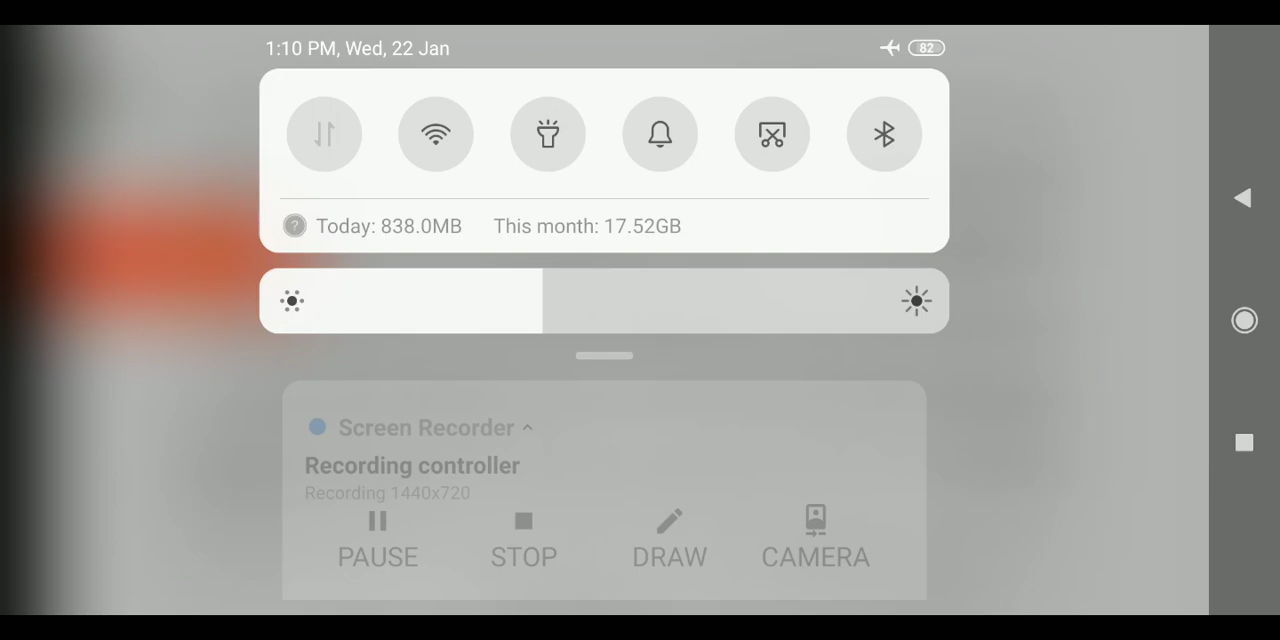 1:10 PM, Wed, 22 Jan 82
Today: 838.0MB This month: 17.52GB
Screen Recorder
Recording controller
Recording 1440x720
PAUSE STOP DRAW CAMERA